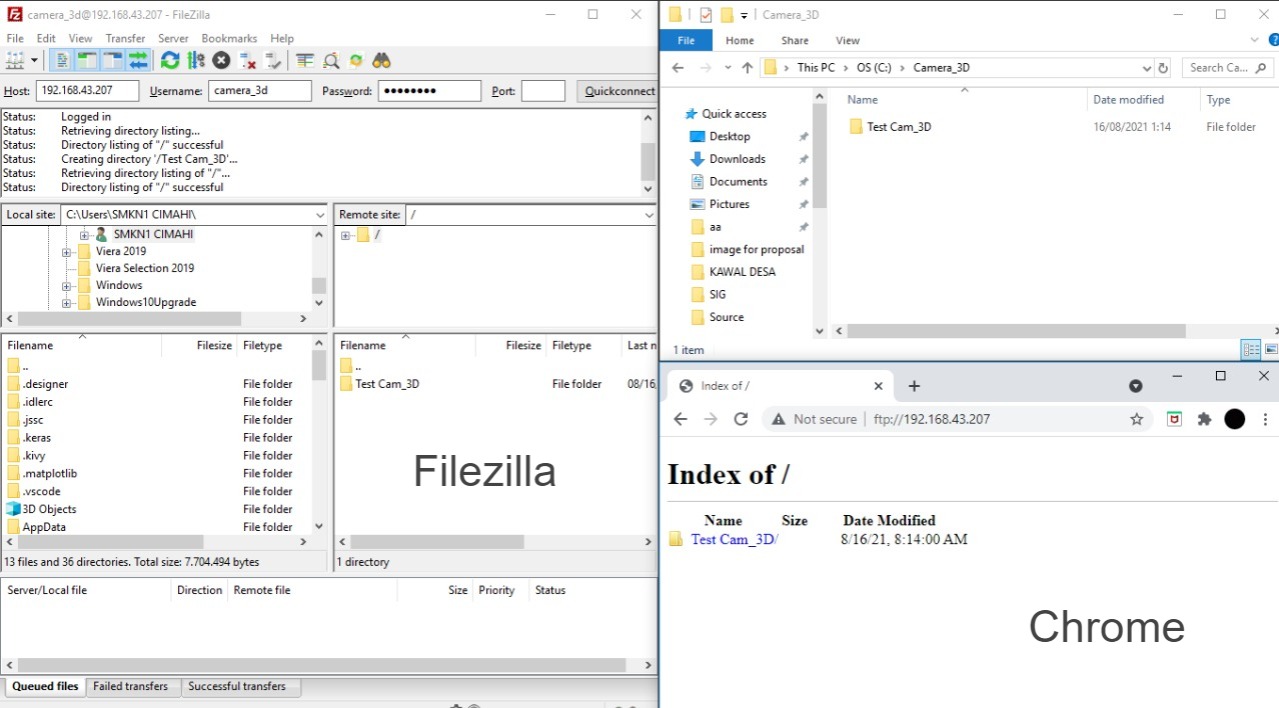 camera_3d@192.168.43.207 - FileZilla
File Edit View Transfer Server Bookmarks Help
Host: 192.168.43.207 Username: camera_3d Password: ●●●●●●●● Port: Quickconnect
Status: Logged in
Status: Retrieving directory listing...
Status: Directory listing of "/" successful
Status: Creating directory '/Test Cam_3D'...
Status: Retrieving directory listing of "/"...
Status: Directory listing of "/" successful
Local site: C:\Users\SMKN1 CIMAHI\
SMKN1 CIMAHI
Viera 2019
Viera Selection 2019
Windows
Windows10Upgrade
Remote site: /
/
Filename Filesize Filetype
..
.designer File folder
.idlerc File folder
.jssc File folder
.keras File folder
.kivy File folder
.matplotlib File folder
.vscode File folder
3D Objects File folder
AppData File folder
13 files and 36 directories. Total size: 7.704.494 bytes
Filename Filesize Filetype Last n
..
Test Cam_3D File folder 08/16,
Filezilla
1 directory
Server/Local file Direction Remote file Size Priority Status
Queued files Failed transfers Successful transfers
Camera_3D
File Home Share View
This PC > OS (C:) > Camera_3D Search Ca...
Quick access
Desktop
Downloads
Documents
Pictures
aa
image for proposal
KAWAL DESA
SIG
Source
Name Date modified Type
Test Cam_3D 16/08/2021 1:14 File folder
1 item
Index of /
Not secure | ftp://192.168.43.207
Index of /
Name Size Date Modified
Test Cam_3D/ 8/16/21, 8:14:00 AM
Chrome